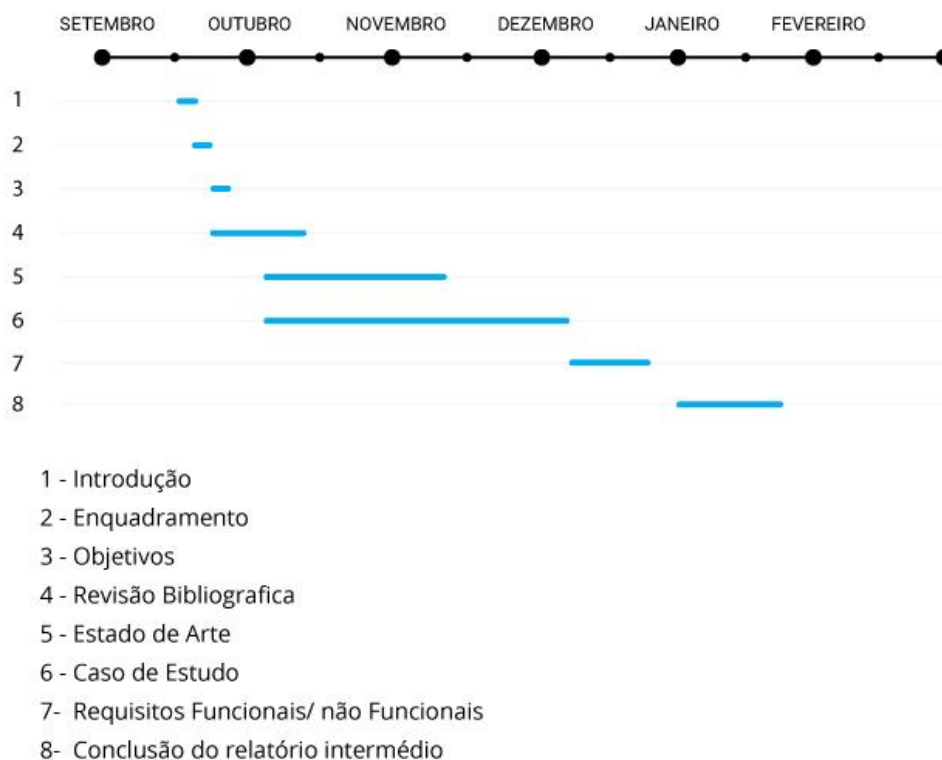 SETEMBRO OUTUBRO NOVEMBRO DEZEMBRO JANEIRO FEVEREIRO
1
2
3
4
5
6
7
8
1 - Introdução
2 - Enquadramento
3 - Objetivos
4 - Revisão Bibliografica
5 - Estado de Arte
6 - Caso de Estudo
7- Requisitos Funcionais/ não Funcionais
8- Conclusão do relatório intermédio